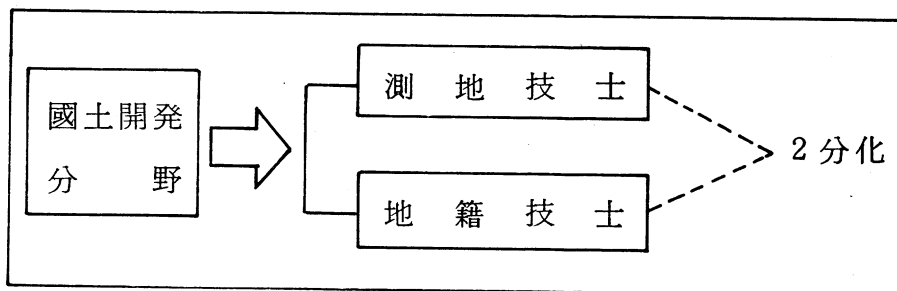 國土開発
分野
測地技士
地籍技士
2分化